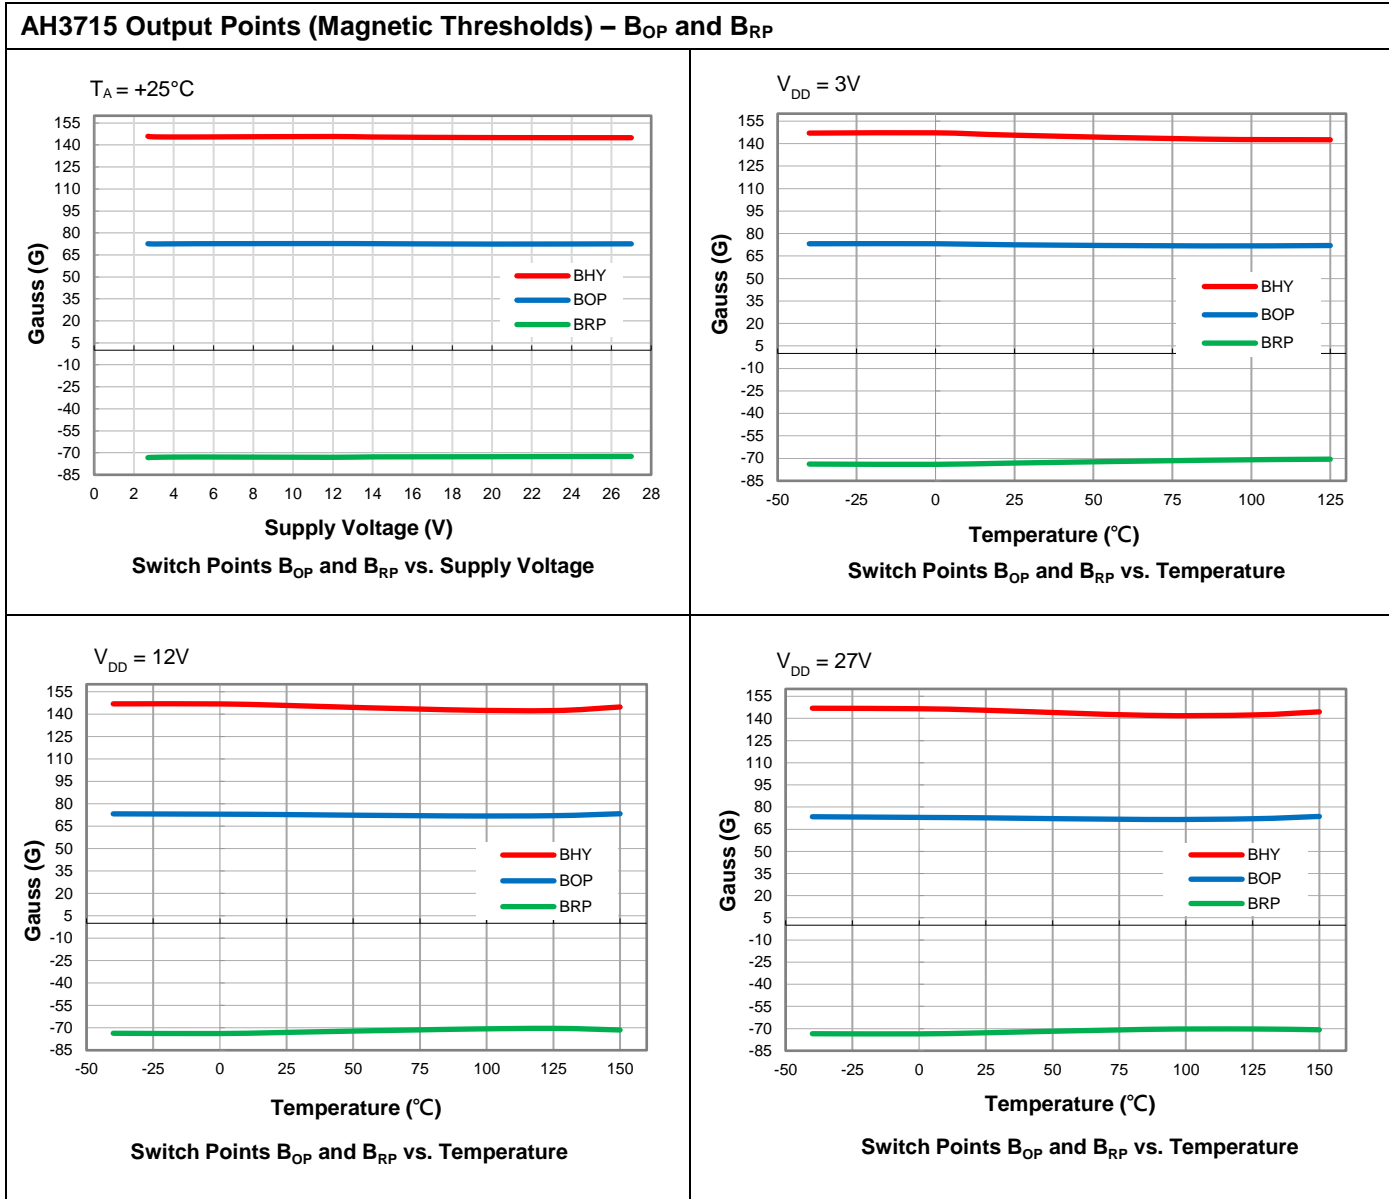 AH3715 Output Points (Magnetic Thresholds) – BOP and BRP
TA = +25°C
155
140
125
110
95
80
65
50
35
20
5
-10
-25
-40
-55
-70
-85
Gauss (G)
BHY
BOP
BRP
0 2 4 6 8 10 12 14 16 18 20 22 24 26 28
Supply Voltage (V)
Switch Points BOP and BRP vs. Supply Voltage
VDD = 3V
155
140
125
110
95
80
65
50
35
20
5
-10
-25
-40
-55
-70
-85
Gauss (G)
BHY
BOP
BRP
-50 -25 0 25 50 75 100 125
Temperature (℃)
Switch Points BOP and BRP vs. Temperature
VDD = 12V
155
140
125
110
95
80
65
50
35
20
5
-10
-25
-40
-55
-70
-85
Gauss (G)
BHY
BOP
BRP
-50 -25 0 25 50 75 100 125 150
Temperature (℃)
Switch Points BOP and BRP vs. Temperature
VDD = 27V
155
140
125
110
95
80
65
50
35
20
5
-10
-25
-40
-55
-70
-85
Gauss (G)
BHY
BOP
BRP
-50 -25 0 25 50 75 100 125 150
Temperature (℃)
Switch Points BOP and BRP vs. Temperature